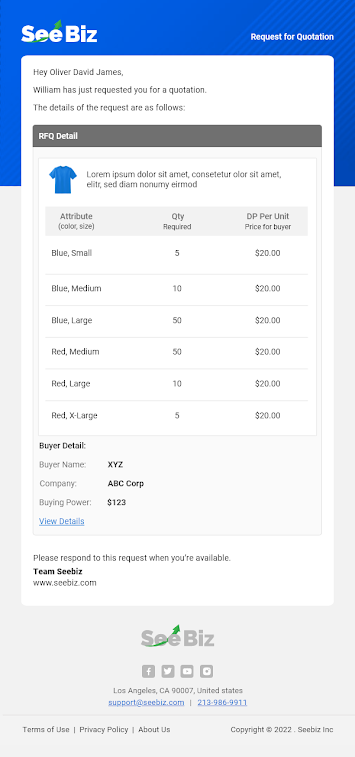 SeeBiz
Request for Quotation
Hey Oliver David James,
William has just requested you for a quotation.
The details of the request are as follows:
RFQ Detail
Lorem ipsum dolor sit amet, consetetur olor sit amet,
elitr, sed diam nonumy eirmod
Attribute Qty DP Per Unit
(color, size) Required Price for buyer
Blue, Small 5 $20.00
Blue, Medium 10 $20.00
Blue, Large 50 $20.00
Red, Medium 50 $20.00
Red, Large 10 $20.00
Red, X-Large 5 $20.00
Buyer Detail:
Buyer Name: XYZ
Company: ABC Corp
Buying Power: $123
View Details
Please respond to this request when you're available.
Team Seebiz
www.seebiz.com
SeeBiz
Los Angeles, CA 90007, United states
support@seebiz.com | 213-986-9911
Terms of Use | Privacy Policy | About Us Copyright © 2022 . Seebiz Inc